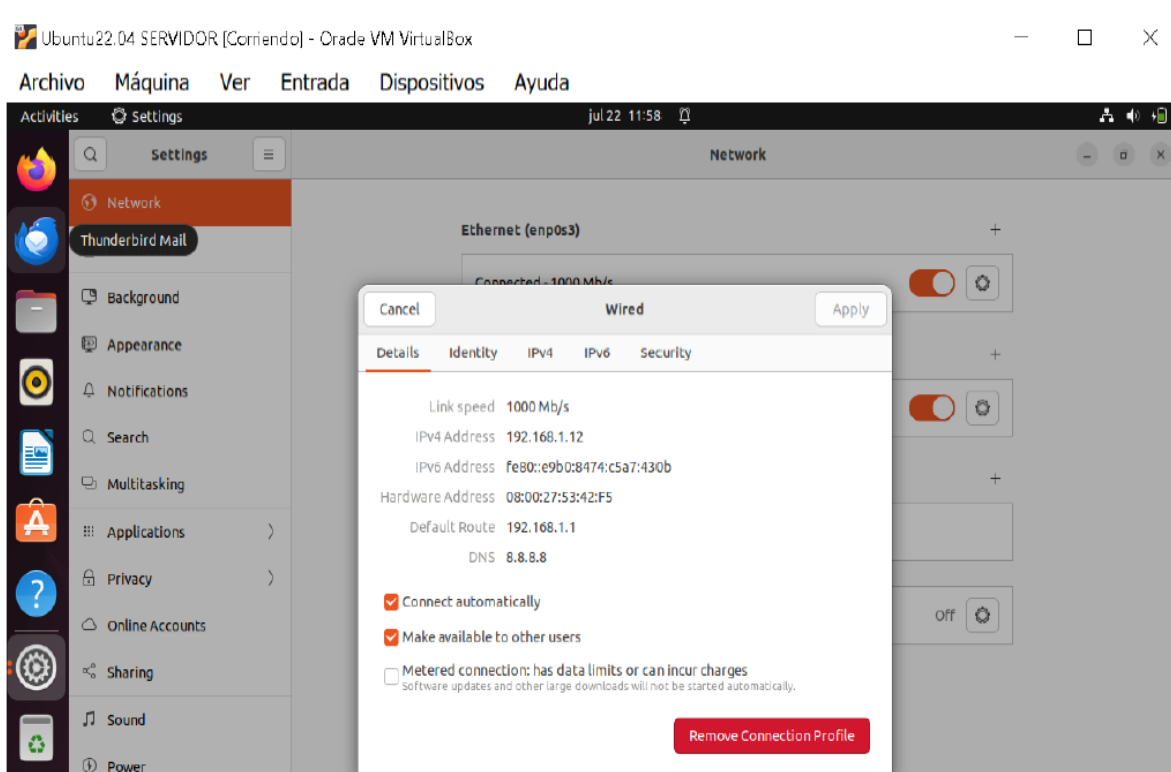 Ubuntu22.04 SERVIDOR [Corriendo] - Oracle VM VirtualBox
Archivo Máquina Ver Entrada Dispositivos Ayuda
Activities Settings jul 22 11:58
Settings Network
Network
Thunderbird Mail
Background
Appearance
Notifications
Search
Multitasking
Applications
Privacy
Online Accounts
Sharing
Sound
Power
Ethernet (enp0s3)
Connected - 1000 Mb/s
Cancel Wired Apply
Details Identity IPv4 IPv6 Security
Link speed 1000 Mb/s
IPv4 Address 192.168.1.12
IPv6 Address fe80::e9b0:8474:c5a7:430b
Hardware Address 08:00:27:53:42:F5
Default Route 192.168.1.1
DNS 8.8.8.8
Connect automatically
Make available to other users
Metered connection: has data limits or can incur charges
Software updates and other large downloads will not be started automatically.
Remove Connection Profile
Off